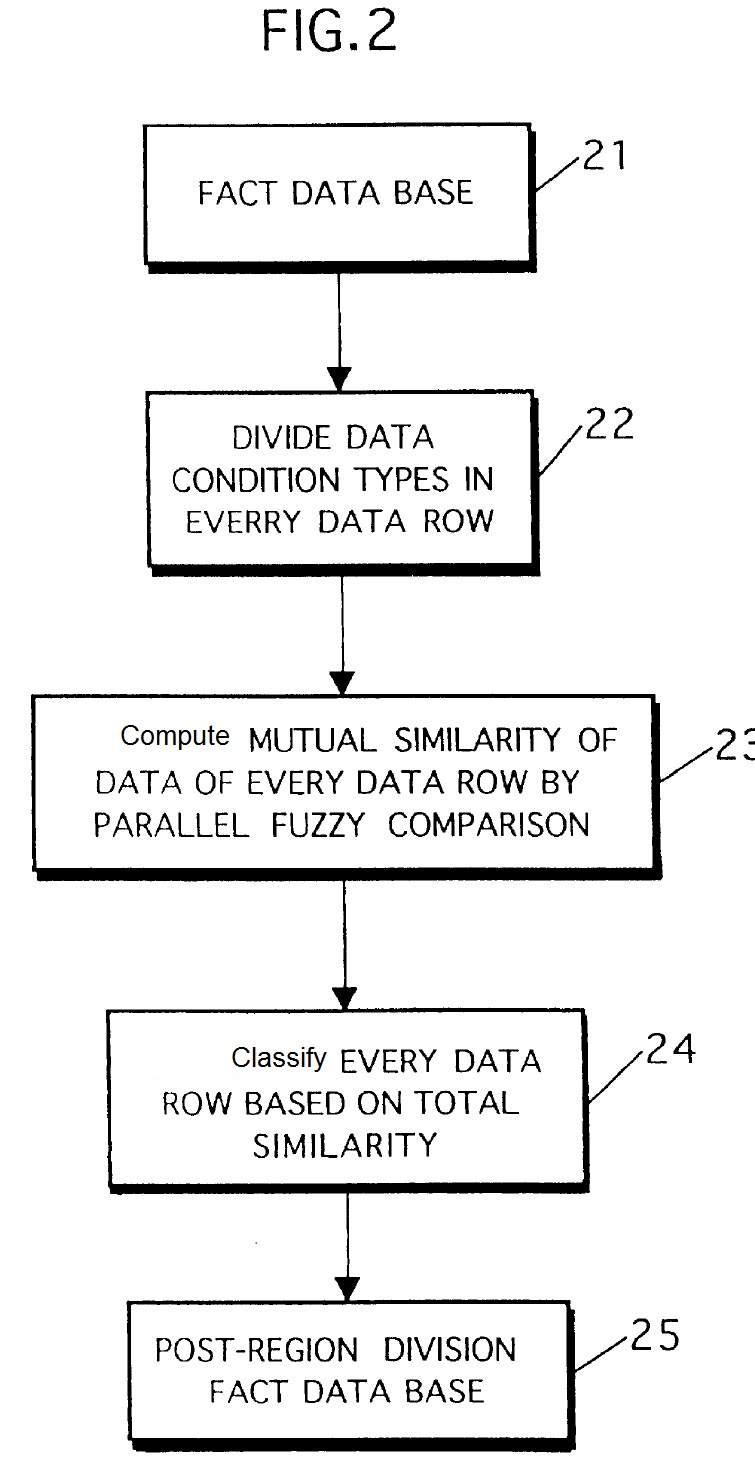 FIG.2
FACT DATA BASE
21
DIVIDE DATA
CONDITION TYPES IN
EVERRY DATA ROW
22
Compute MUTUAL SIMILARITY OF
DATA OF EVERY DATA ROW BY
PARALLEL FUZZY COMPARISON
23
Classify EVERY DATA
ROW BASED ON TOTAL
SIMILARITY
24
POST-REGION DIVISION
FACT DATA BASE
25